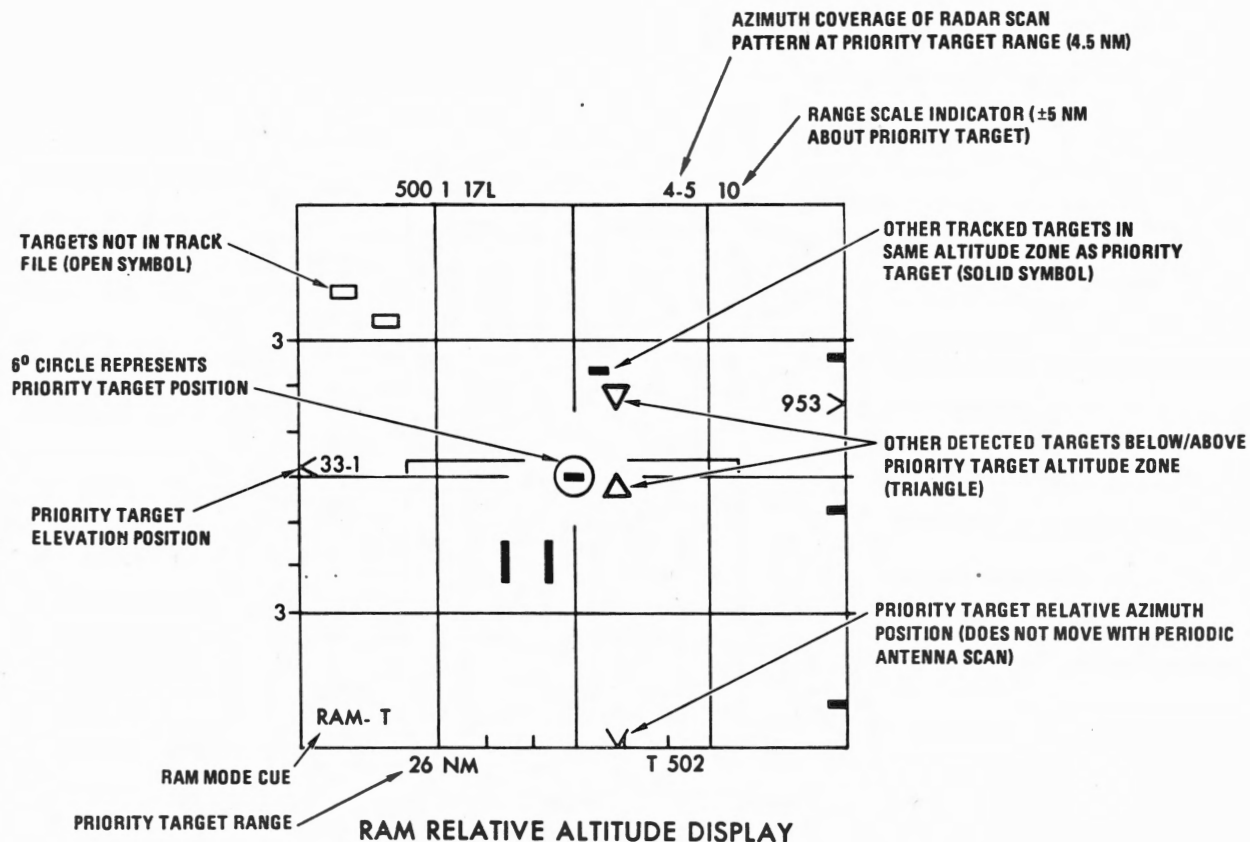 AZIMUTH COVERAGE OF RADAR SCAN
PATTERN AT PRIORITY TARGET RANGE (4.5 NM)
RANGE SCALE INDICATOR (±5 NM
ABOUT PRIORITY TARGET)
500 1 17L
4-5 10
TARGETS NOT IN TRACK
FILE (OPEN SYMBOL)
OTHER TRACKED TARGETS IN
SAME ALTITUDE ZONE AS PRIORITY
TARGET (SOLID SYMBOL)
3
6º CIRCLE REPRESENTS
PRIORITY TARGET POSITION
953
OTHER DETECTED TARGETS BELOW/ABOVE
PRIORITY TARGET ALTITUDE ZONE
(TRIANGLE)
33-1
PRIORITY TARGET
ELEVATION POSITION
3
PRIORITY TARGET RELATIVE AZIMUTH
POSITION (DOES NOT MOVE WITH PERIODIC
ANTENNA SCAN)
RAM- T
26 NM
T 502
RAM MODE CUE
PRIORITY TARGET RANGE
RAM RELATIVE ALTITUDE DISPLAY